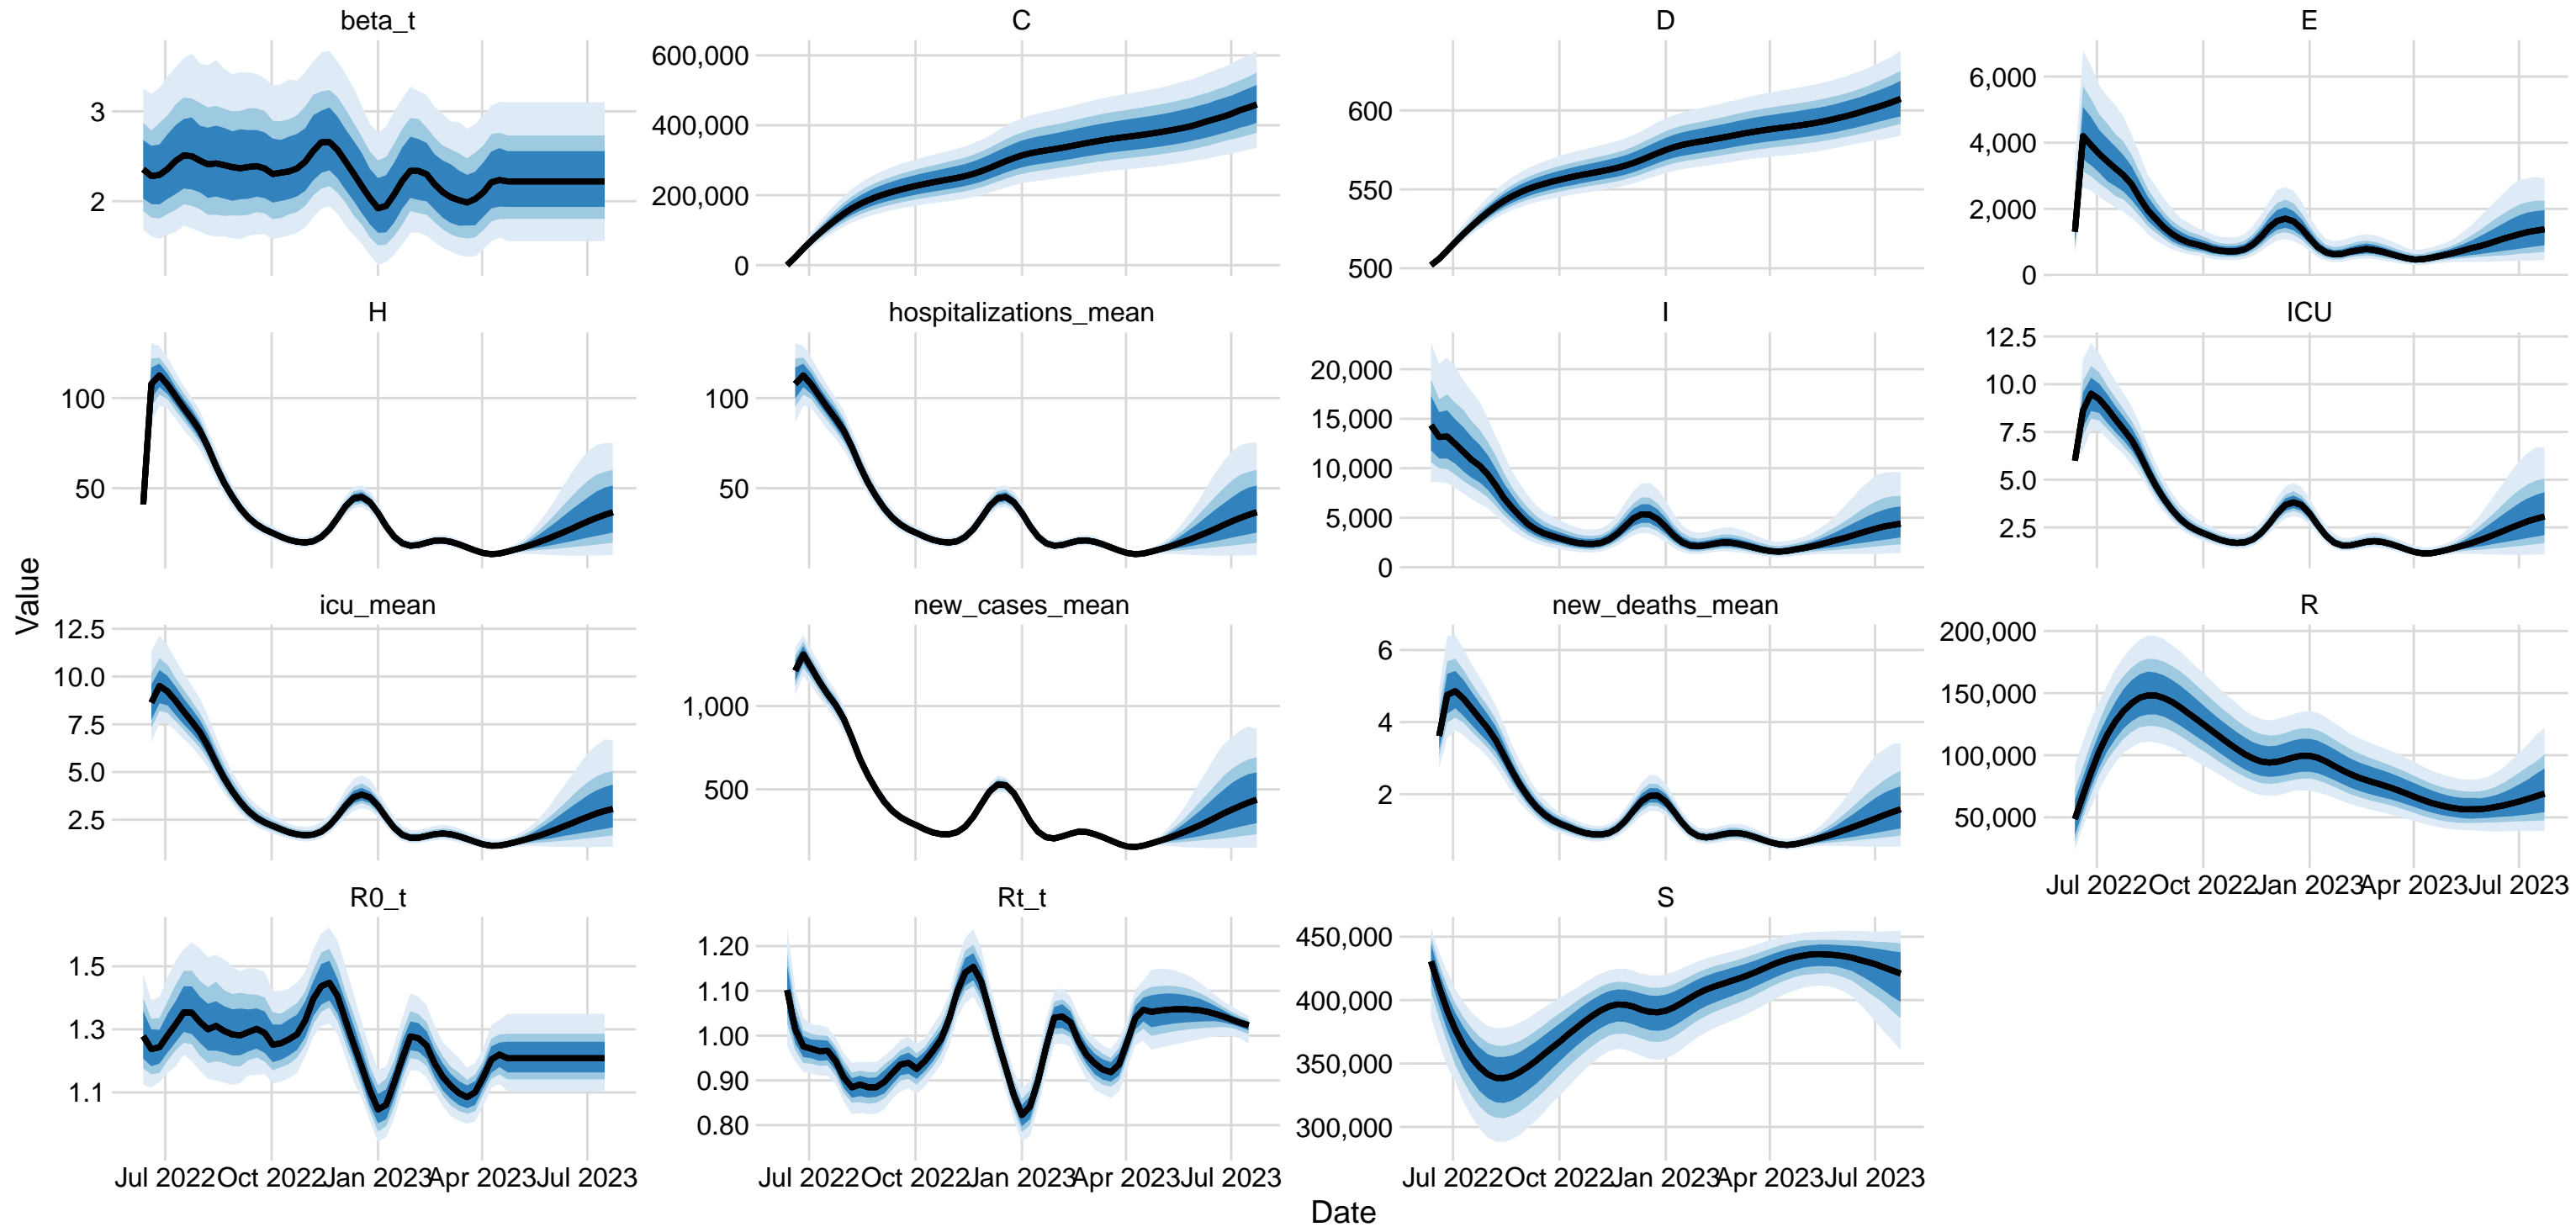 beta_t
C
D
E
3
2
600,000
400,000
200,000
0
600
550
500
6,000
4,000
2,000
0
H
hospitalizations_mean
I
ICU
100
50
100
50
20,000
15,000
10,000
5,000
0
12.5
10.0
7.5
5.0
2.5
Value
icu_mean
new_cases_mean
new_deaths_mean
R
12.5
10.0
7.5
5.0
2.5
1,000
500
6
4
2
200,000
150,000
100,000
50,000
Jul 2022 Oct 2022 Jan 2023 Apr 2023 Jul 2023
R0_t
Rt_t
S
1.5
1.3
1.1
1.20
1.10
1.00
0.90
0.80
450,000
400,000
350,000
300,000
Jul 2022 Oct 2022 Jan 2023 Apr 2023 Jul 2023
Jul 2022 Oct 2022 Jan 2023 Apr 2023 Jul 2023
Jul 2022 Oct 2022 Jan 2023 Apr 2023 Jul 2023
Date